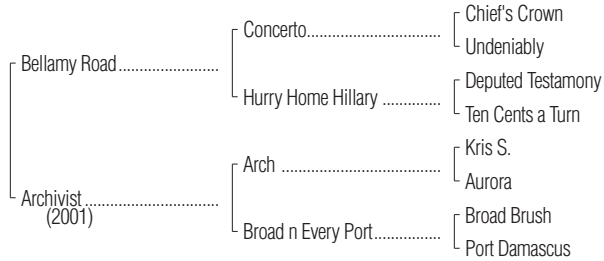 Chief's Crown
Concerto
Undeniably
Bellamy Road
Deputed Testamony
Hurry Home Hillary
Ten Cents a Turn
Kris S.
Arch
Aurora
Archivist
(2001)
Broad Brush
Broad n Every Port
Port Damascus